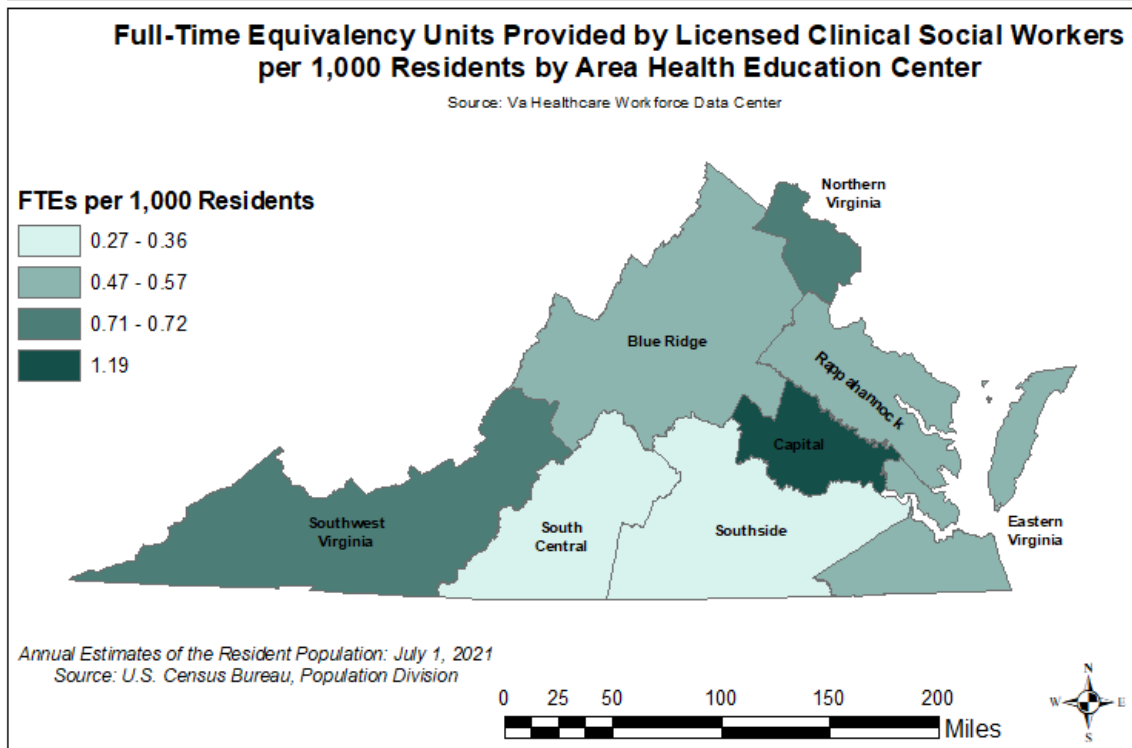 Full-Time Equivalency Units Provided by Licensed Clinical Social Workers
per 1,000 Residents by Area Health Education Center
Source: Va Healthcare Workforce Data Center
FTEs per 1,000 Residents
0.27 - 0.36
0.47 - 0.57
0.71 - 0.72
1.19
Northern
Virginia
Blue Ridge
Rappahannock
Capital
Southwest
Virginia
South
Central
Southside
Eastern
Virginia
Annual Estimates of the Resident Population: July 1, 2021
Source: U.S. Census Bureau, Population Division
0 25 50 100 150 200
Miles
N
W E
S